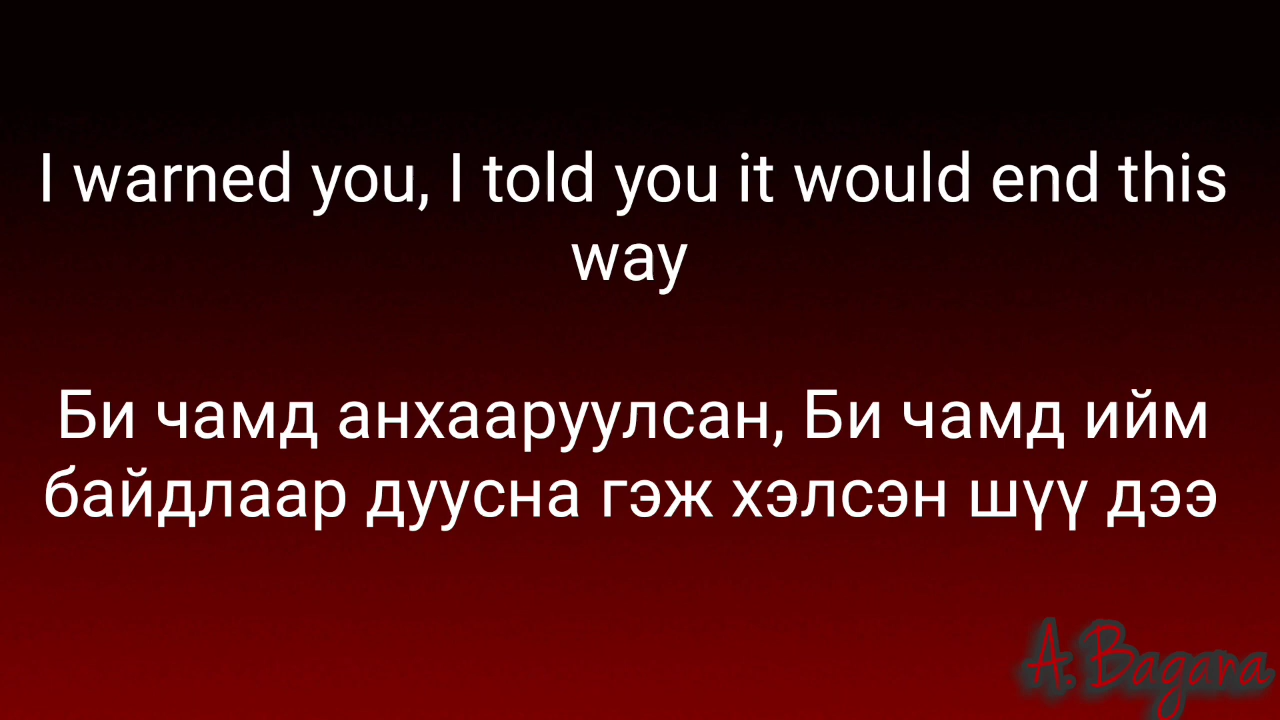 I warned you, I told you it would end this
way
Би чамд анхааруулсан, Би чамд ийм
байдлаар дуусна гэж хэлсэн шүү дээ
A. Bagana